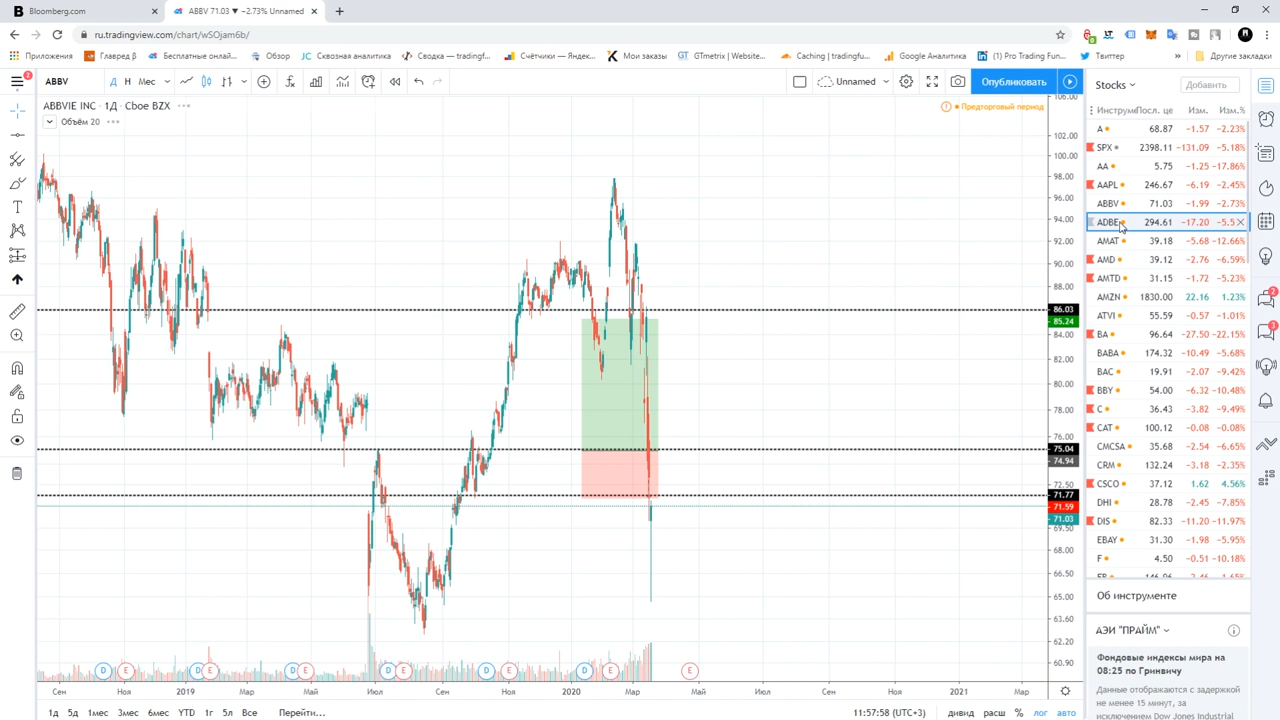 Bloomberg.com
ABBV 71.03 ▼ −2.73% Unnamed
ru.tradingview.com/chart/wSOjam6b/
Приложения
Главред β
Бесплатные онлай...
Обзор
Сквозная аналитика
Сводка — metrika....
Счётчики — Яндекс...
Мои заказы
GTmetrix | Website...
Caching | tradingfu...
Google Аналитика
(1) Pro Trading Fun...
Твиттер
Другие закладки
ABBV
Д
Н
Мес
Unnamed
Опубликовать
Stocks
Добавить
ABBVIE INC · 1Д · Cboe BZX
Предторговый период
Объём 20
Инструм Посл. це Изм. Изм.%
A 68.87 −1.57 −2.23%
SPX 2398.11 −131.09 −5.18%
AA 5.75 −1.25 −17.86%
AAPL 246.67 −6.19 −2.45%
ABBV 71.03 −1.99 −2.73%
ADBE 294.61 −17.20 −5.5
AMAT 39.18 −5.68 −12.66%
AMD 39.12 −2.76 −6.59%
AMTD 31.15 −1.72 −5.23%
AMZN 1830.00 22.16 1.23%
ATVI 55.59 −0.57 −1.01%
BA 96.64 −27.50 −22.15%
BABA 174.32 −10.49 −5.68%
BAC 19.91 −2.07 −9.42%
BBY 54.00 −6.32 −10.48%
C 36.43 −3.82 −9.49%
CAT 100.12 −0.08 −0.08%
CMCSA 35.68 −2.54 −6.65%
CRM 132.24 −3.18 −2.35%
CSCO 37.12 1.62 4.56%
DHI 28.78 −2.45 −7.85%
DIS 82.33 −11.20 −11.97%
EBAY 31.30 −1.98 −5.95%
F 4.50 −0.51 −10.18%
106.00
102.00
100.00
98.00
96.00
94.00
92.00
90.00
88.00
86.03
85.24
84.00
82.00
80.00
78.00
76.00
75.04
74.94
72.50
71.77
71.59
71.03
69.50
68.00
66.50
65.00
63.60
62.20
60.90
Об инструменте
АЭИ "ПРАЙМ"
Фондовые индексы мира на
08:25 по Гринвичу
Данные отображаются с задержкой
не менее 15 минут, за
исключением Dow Jones Industrial
D E D E D E D E D E D E E
Сен Ноя 2019 Мар Май Июл Сен Ноя 2020 Мар Май Июл Сен Ноя 2021 Мар
1д 5д 1мес 3мес 6мес YTD 1г 5л Все Перейти...
11:57:58 (UTC+3) дивид расш % лог авто